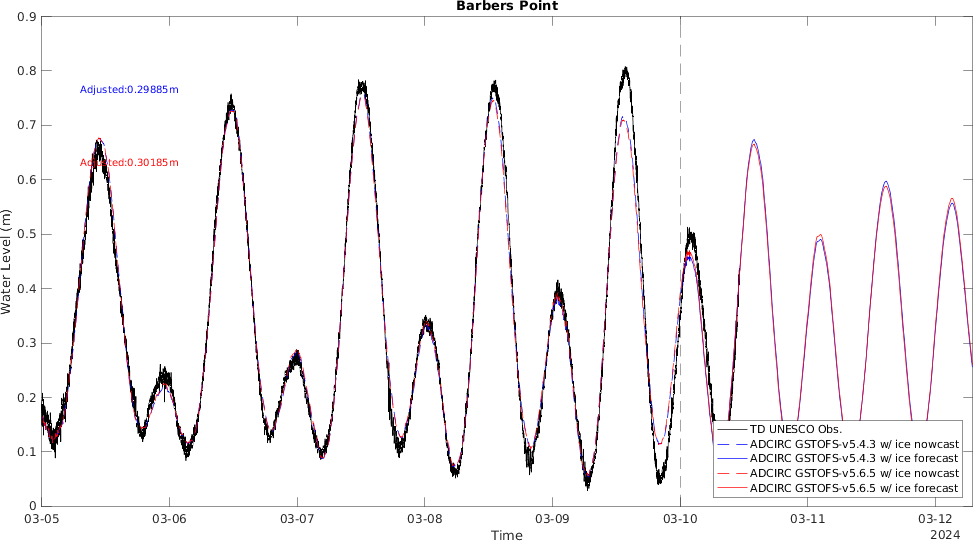 Barbers Point
0.9
0.8
0.7
0.6
0.5
0.4
0.3
0.2
0.1
0
Water Level (m)
Adjusted:0.29885m
Adjusted:0.30185m
TD UNESCO Obs.
ADCIRC GSTOFS-v5.4.3 w/ ice nowcast
ADCIRC GSTOFS-v5.4.3 w/ ice forecast
ADCIRC GSTOFS-v5.6.5 w/ ice nowcast
ADCIRC GSTOFS-v5.6.5 w/ ice forecast
03-05 03-06 03-07 03-08 03-09 03-10 03-11 03-12
Time
2024